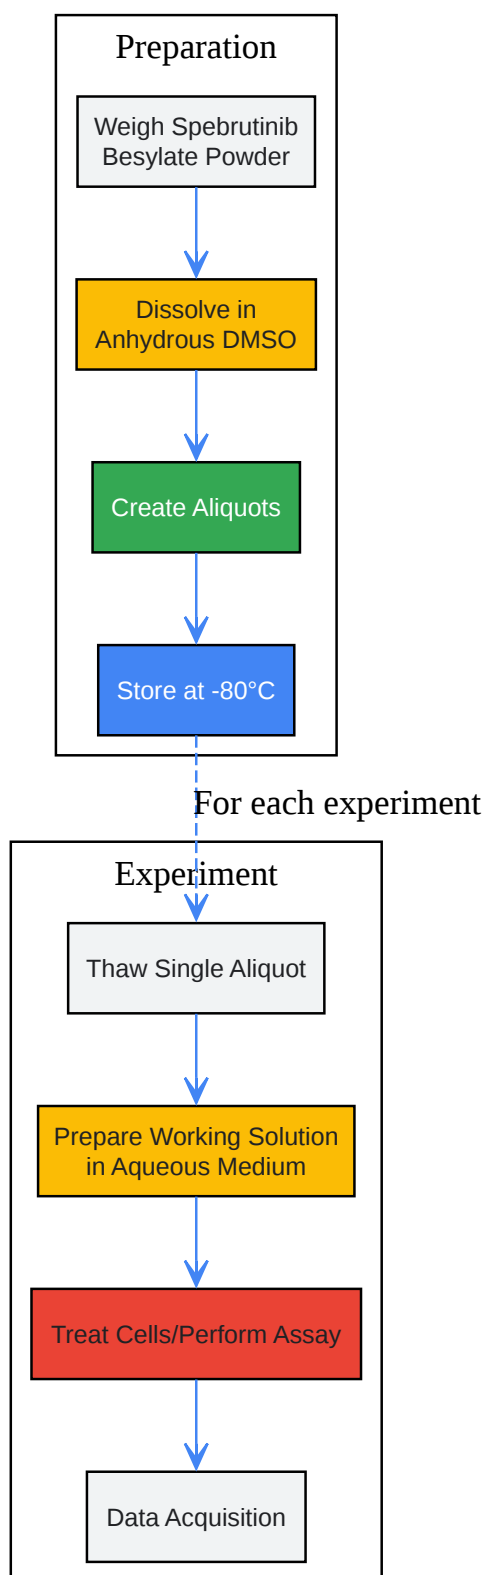 Preparation
Weigh Spebrutinib
Besylate Powder
Dissolve in
Anhydrous DMSO
Create Aliquots
Store at -80°C
For each experiment
Experiment
Thaw Single Aliquot
Prepare Working Solution
in Aqueous Medium
Treat Cells/Perform Assay
Data Acquisition